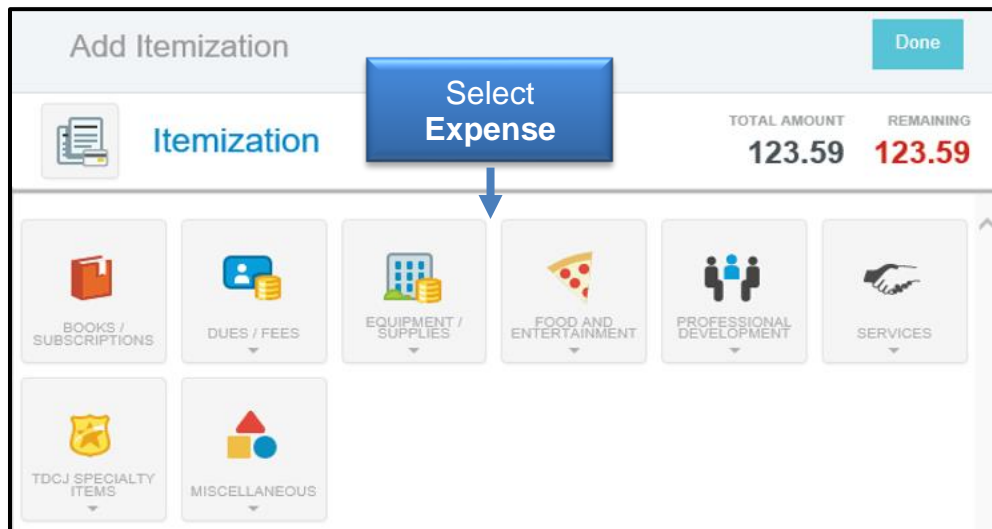 Add Itemization
Done
Select
Expense
Itemization
TOTAL AMOUNT
REMAINING
123.59
123.59
BOOKS /
SUBSCRIPTIONS
DUES / FEES
EQUIPMENT /
SUPPLIES
FOOD AND
ENTERTAINMENT
PROFESSIONAL
DEVELOPMENT
SERVICES
TDCJ SPECIALTY
ITEMS
MISCELLANEOUS